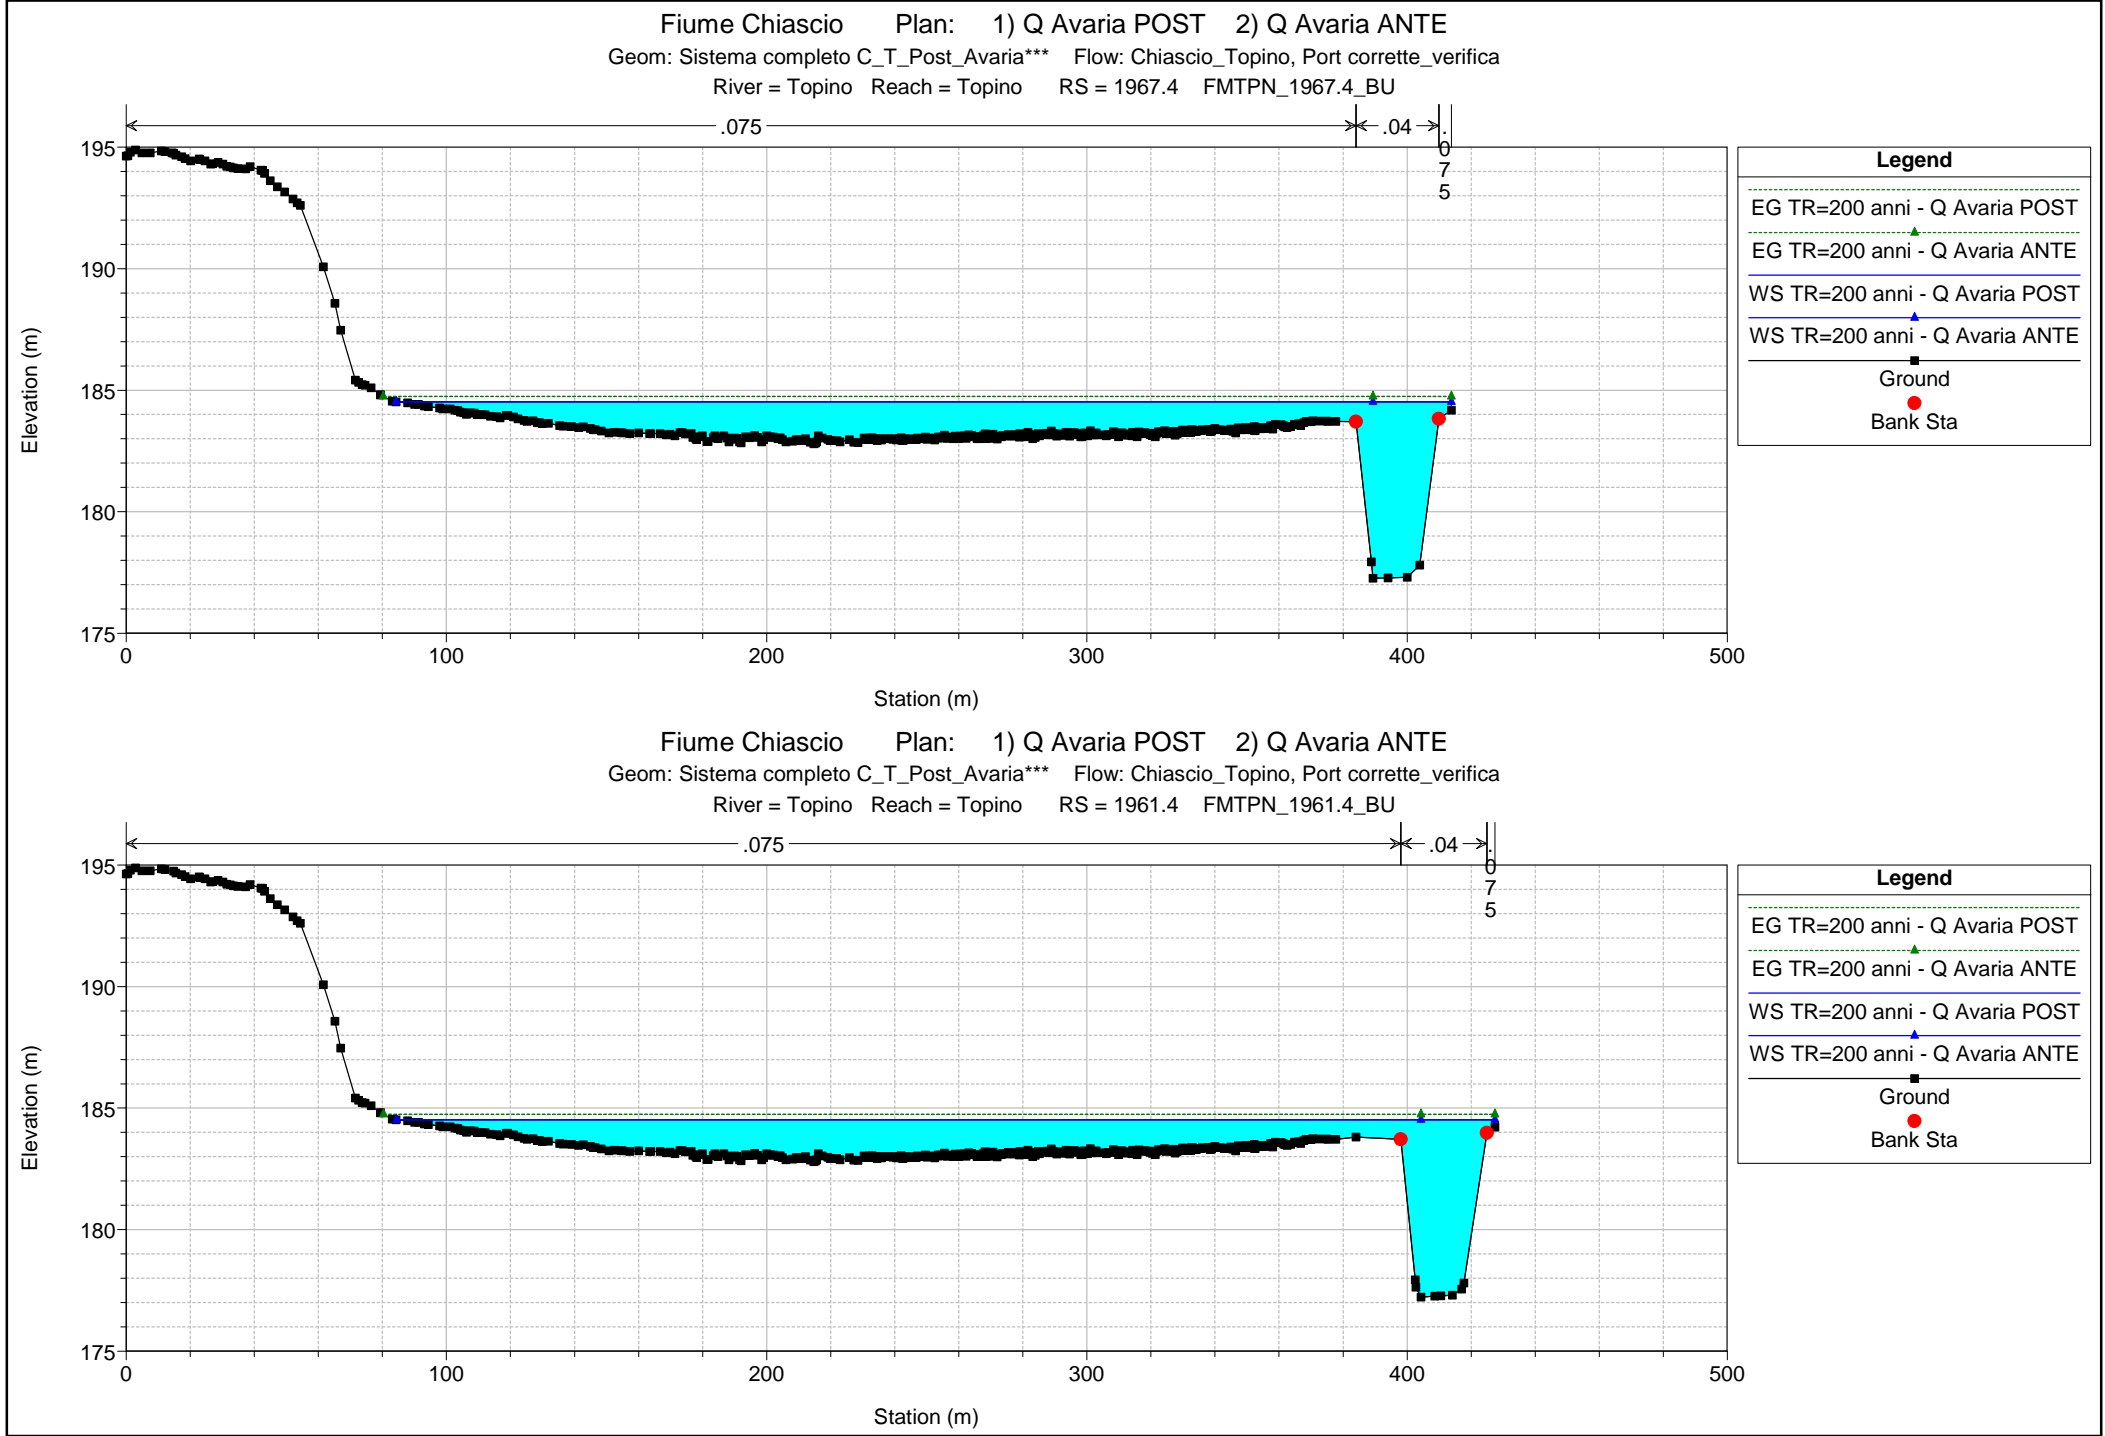 Fiume Chiascio Plan: 1) Q Avaria POST 2) Q Avaria ANTE
Geom: Sistema completo C_T_Post_Avaria*** Flow: Chiascio_Topino, Port corrette_verifica
River = Topino Reach = Topino RS = 1967.4 FMTPN_1967.4_BU
.075
.04
.
0
7
5
195
190
185
180
175
Elevation (m)
0
100
200
300
400
500
Station (m)
Legend
EG TR=200 anni - Q Avaria POST
EG TR=200 anni - Q Avaria ANTE
WS TR=200 anni - Q Avaria POST
WS TR=200 anni - Q Avaria ANTE
Ground
Bank Sta
Fiume Chiascio Plan: 1) Q Avaria POST 2) Q Avaria ANTE
Geom: Sistema completo C_T_Post_Avaria*** Flow: Chiascio_Topino, Port corrette_verifica
River = Topino Reach = Topino RS = 1961.4 FMTPN_1961.4_BU
.075
.04
.
0
7
5
195
190
185
180
175
Elevation (m)
0
100
200
300
400
500
Station (m)
Legend
EG TR=200 anni - Q Avaria POST
EG TR=200 anni - Q Avaria ANTE
WS TR=200 anni - Q Avaria POST
WS TR=200 anni - Q Avaria ANTE
Ground
Bank Sta